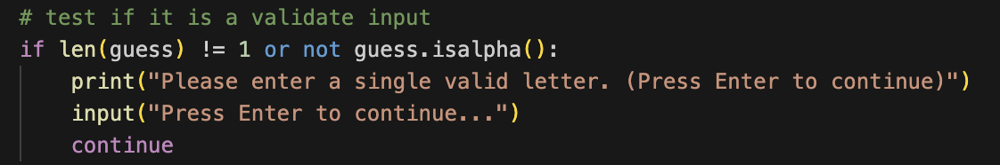 # test if it is a validate input
if len(guess) != 1 or not guess.isalpha():
print("Please enter a single valid letter. (Press Enter to continue)")
input("Press Enter to continue...")
continue